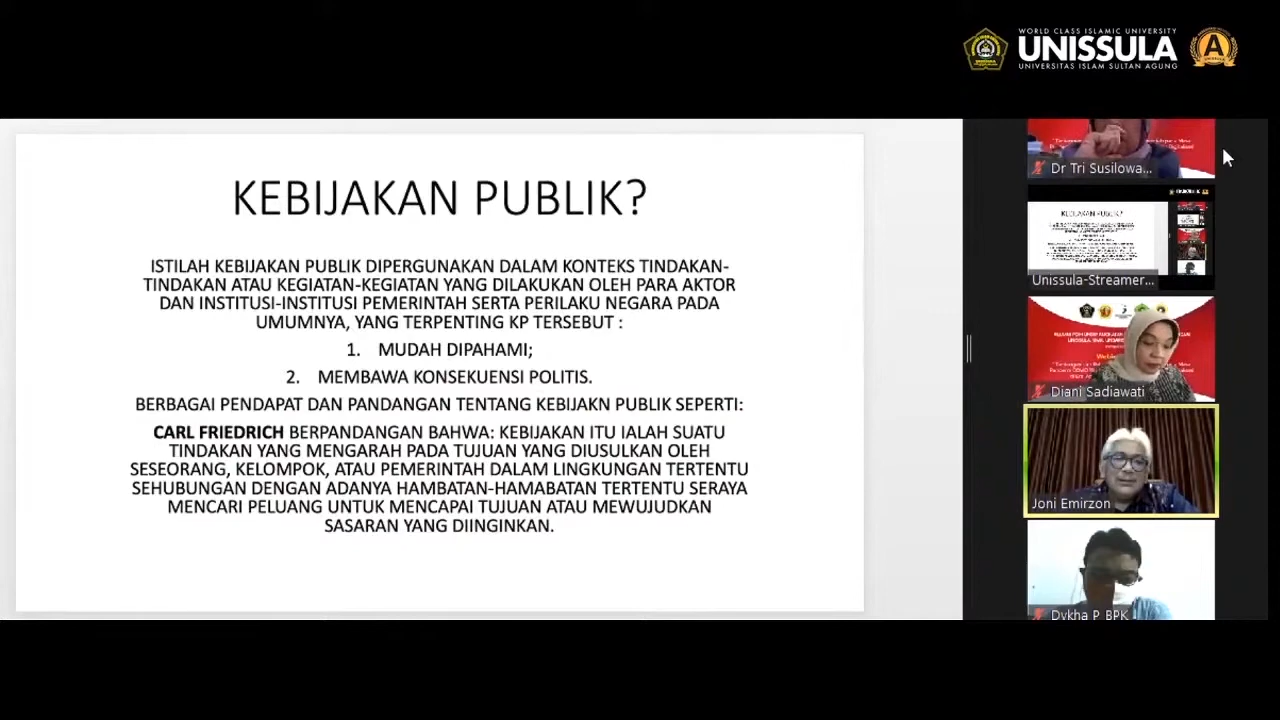 WORLD CLASS ISLAMIC UNIVERSITY
UNISSULA
UNIVERSITAS ISLAM SULTAN AGUNG
A
KEBIJAKAN PUBLIK?
ISTILAH KEBIJAKAN PUBLIK DIPERGUNAKAN DALAM KONTEKS TINDAKAN-
TINDAKAN ATAU KEGIATAN-KEGIATAN YANG DILAKUKAN OLEH PARA AKTOR
DAN INSTITUSI-INSTITUSI PEMERINTAH SERTA PERILAKU NEGARA PADA
UMUMNYA, YANG TERPENTING KP TERSEBUT :
1. MUDAH DIPAHAMI;
2. MEMBAWA KONSEKUENSI POLITIS.
BERBAGAI PENDAPAT DAN PANDANGAN TENTANG KEBIJAKN PUBLIK SEPERTI:
CARL FRIEDRICH BERPANDANGAN BAHWA: KEBIJAKAN ITU IALAH SUATU
TINDAKAN YANG MENGARAH PADA TUJUAN YANG DIUSULKAN OLEH
SESEORANG, KELOMPOK, ATAU PEMERINTAH DALAM LINGKUNGAN TERTENTU
SEHUBUNGAN DENGAN ADANYA HAMBATAN-HAMABATAN TERTENTU SERAYA
MENCARI PELUANG UNTUK MENCAPAI TUJUAN ATAU MEWUJUDKAN
SASARAN YANG DIINGINKAN.
Dr Tri Susilowa...
KEBIJAKAN PUBLIK?
Unissula-Streamer...
Diani Sadiawati
Joni Emirzon
Dykha P BPK